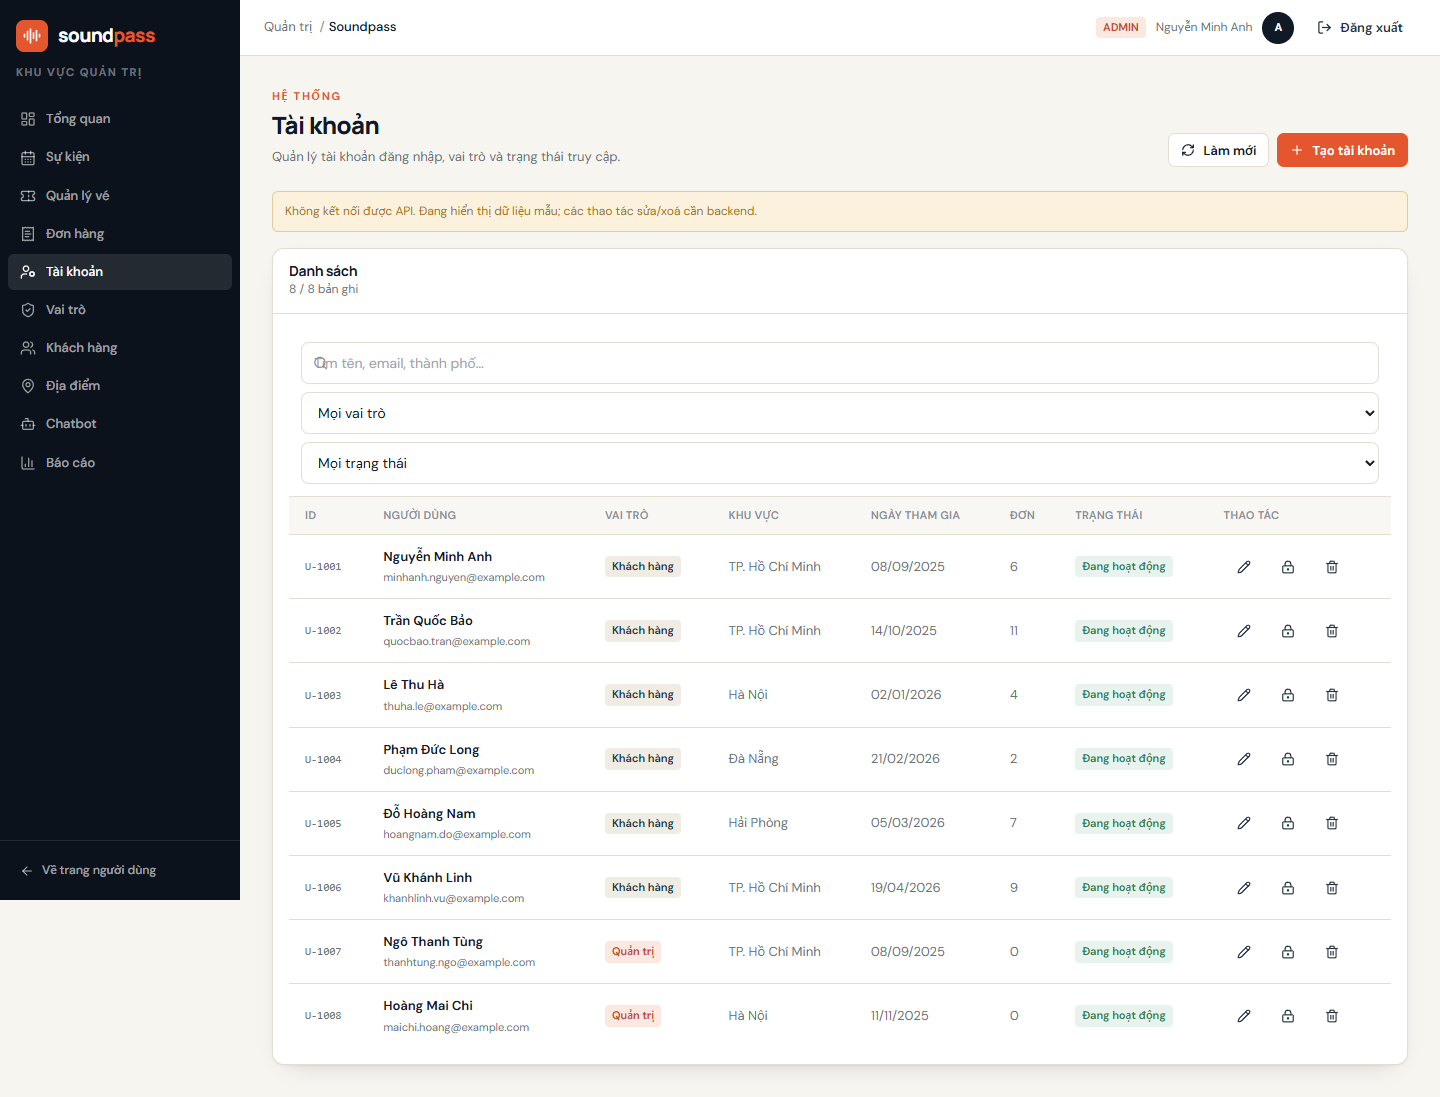 soundpass
KHU VỰC QUẢN TRỊ
Tổng quan
Sự kiện
Quản lý vé
Đơn hàng
Tài khoản
Vai trò
Khách hàng
Địa điểm
Chatbot
Báo cáo
Về trang người dùng
Quản trị / Soundpass
ADMIN Nguyễn Minh Anh A Đăng xuất
HỆ THỐNG
Tài khoản
Quản lý tài khoản đăng nhập, vai trò và trạng thái truy cập.
Làm mới
Tạo tài khoản
Không kết nối được API. Đang hiển thị dữ liệu mẫu; các thao tác sửa/xoá cần backend.
Danh sách
8 / 8 bản ghi
Tìm tên, email, thành phố...
Mọi vai trò
Mọi trạng thái
ID NGƯỜI DÙNG VAI TRÒ KHU VỰC NGÀY THAM GIA ĐƠN TRẠNG THÁI THAO TÁC
U-1001 Nguyễn Minh Anh Khách hàng TP. Hồ Chí Minh 08/09/2025 6 Đang hoạt động
minhanh.nguyen@example.com
U-1002 Trần Quốc Bảo Khách hàng TP. Hồ Chí Minh 14/10/2025 11 Đang hoạt động
quocbao.tran@example.com
U-1003 Lê Thu Hà Khách hàng Hà Nội 02/01/2026 4 Đang hoạt động
thuha.le@example.com
U-1004 Phạm Đức Long Khách hàng Đà Nẵng 21/02/2026 2 Đang hoạt động
duclong.pham@example.com
U-1005 Đỗ Hoàng Nam Khách hàng Hải Phòng 05/03/2026 7 Đang hoạt động
hoangnam.do@example.com
U-1006 Vũ Khánh Linh Khách hàng TP. Hồ Chí Minh 19/04/2026 9 Đang hoạt động
khanhlinh.vu@example.com
U-1007 Ngô Thanh Tùng Quản trị TP. Hồ Chí Minh 08/09/2025 0 Đang hoạt động
thanhtung.ngo@example.com
U-1008 Hoàng Mai Chi Quản trị Hà Nội 11/11/2025 0 Đang hoạt động
maichi.hoang@example.com